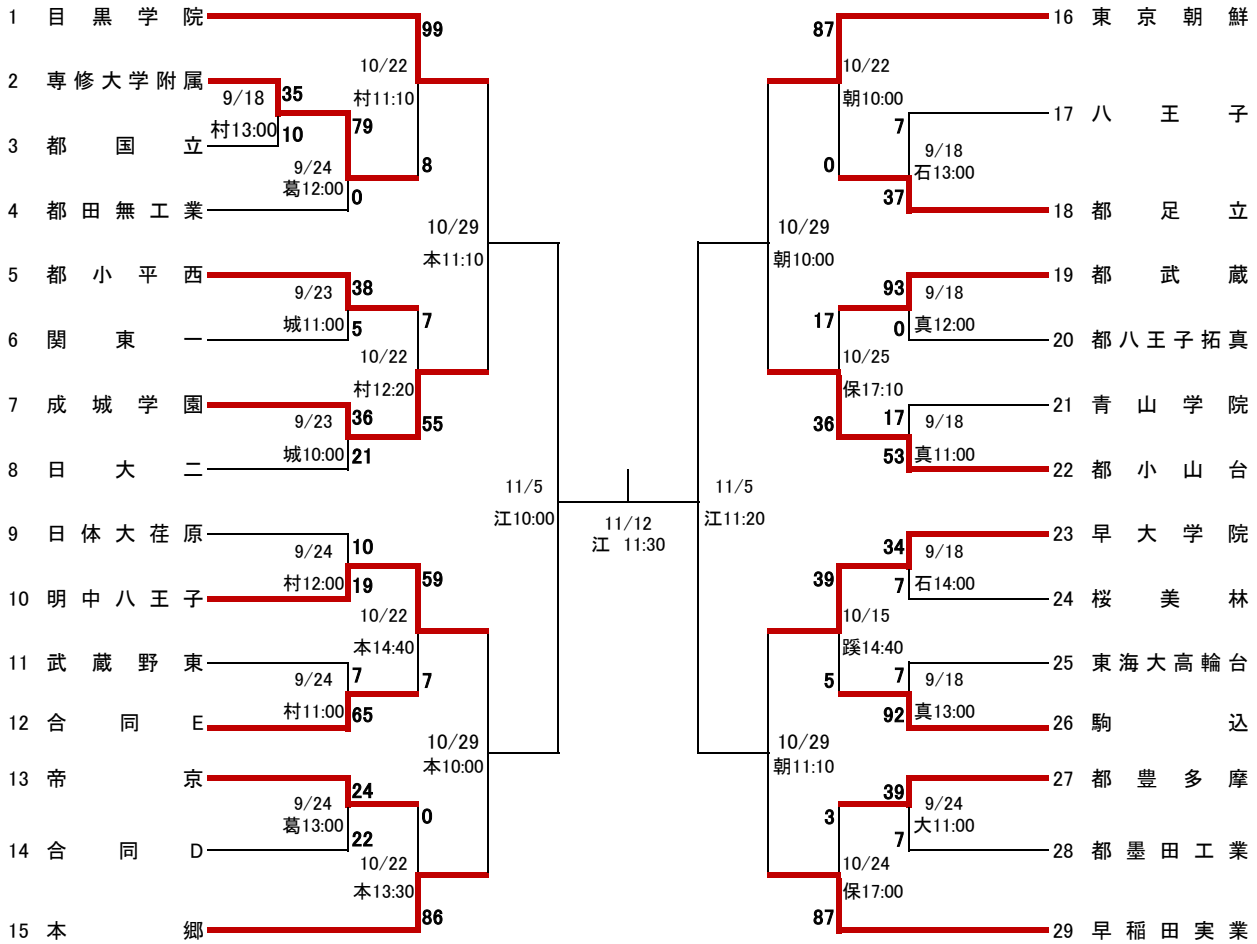 1 目黒学院
99
10/22
村11:10
2 専修大学附属
35
9/18
村13:00
10
79
3 都国立
9/24
葛12:00
8
0
4 都田無工業
10/29
本11:10
5 都小平西
38
9/23
城11:00
5
7
6 関東一
10/22
村12:20
7 成城学園
36
9/23
城10:00
21
55
8 日大二
11/5
江10:00
9 日体大荏原
10
9/24
村12:00
19
59
10 明中八王子
10/22
本14:40
11 武蔵野東
7
9/24
村11:00
65
7
12 合同E
10/29
本10:00
13 帝京
24
9/24
葛13:00
22
0
14 合同D
10/22
本13:30
86
15 本郷
11/12
江 11:30
87
16 東京朝鮮
10/22
朝10:00
7
17 八王子
9/18
石13:00
0
37
18 都足立
10/29
朝10:00
93
19 都武蔵
9/18
真12:00
17
0
20 都八王子拓真
10/25
保17:10
17
21 青山学院
9/18
真11:00
36
53
22 都小山台
11/5
江11:20
34
23 早大学院
9/18
石14:00
39
7
24 桜美林
10/15
蹊14:40
7
25 東海大高輪台
9/18
真13:00
5
92
26 駒込
10/29
朝11:10
39
27 都豊多摩
9/24
大11:00
3
7
28 都墨田工業
10/24
保17:00
87
29 早稲田実業